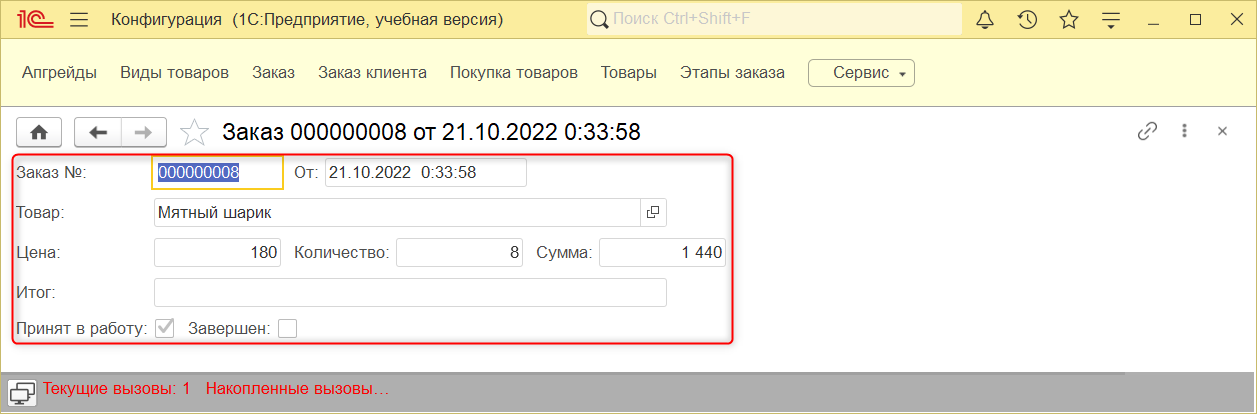 1С Конфигурация (1С:Предприятие, учебная версия) Поиск Ctrl+Shift+F
Апгрейды Виды товаров Заказ Заказ клиента Покупка товаров Товары Этапы заказа Сервис
Заказ 000000008 от 21.10.2022 0:33:58
Заказ №: 000000008 От: 21.10.2022 0:33:58
Товар: Мятный шарик
Цена: 180 Количество: 8 Сумма: 1 440
Итог:
Принят в работу: Завершен:
Текущие вызовы: 1 Накопленные вызовы…